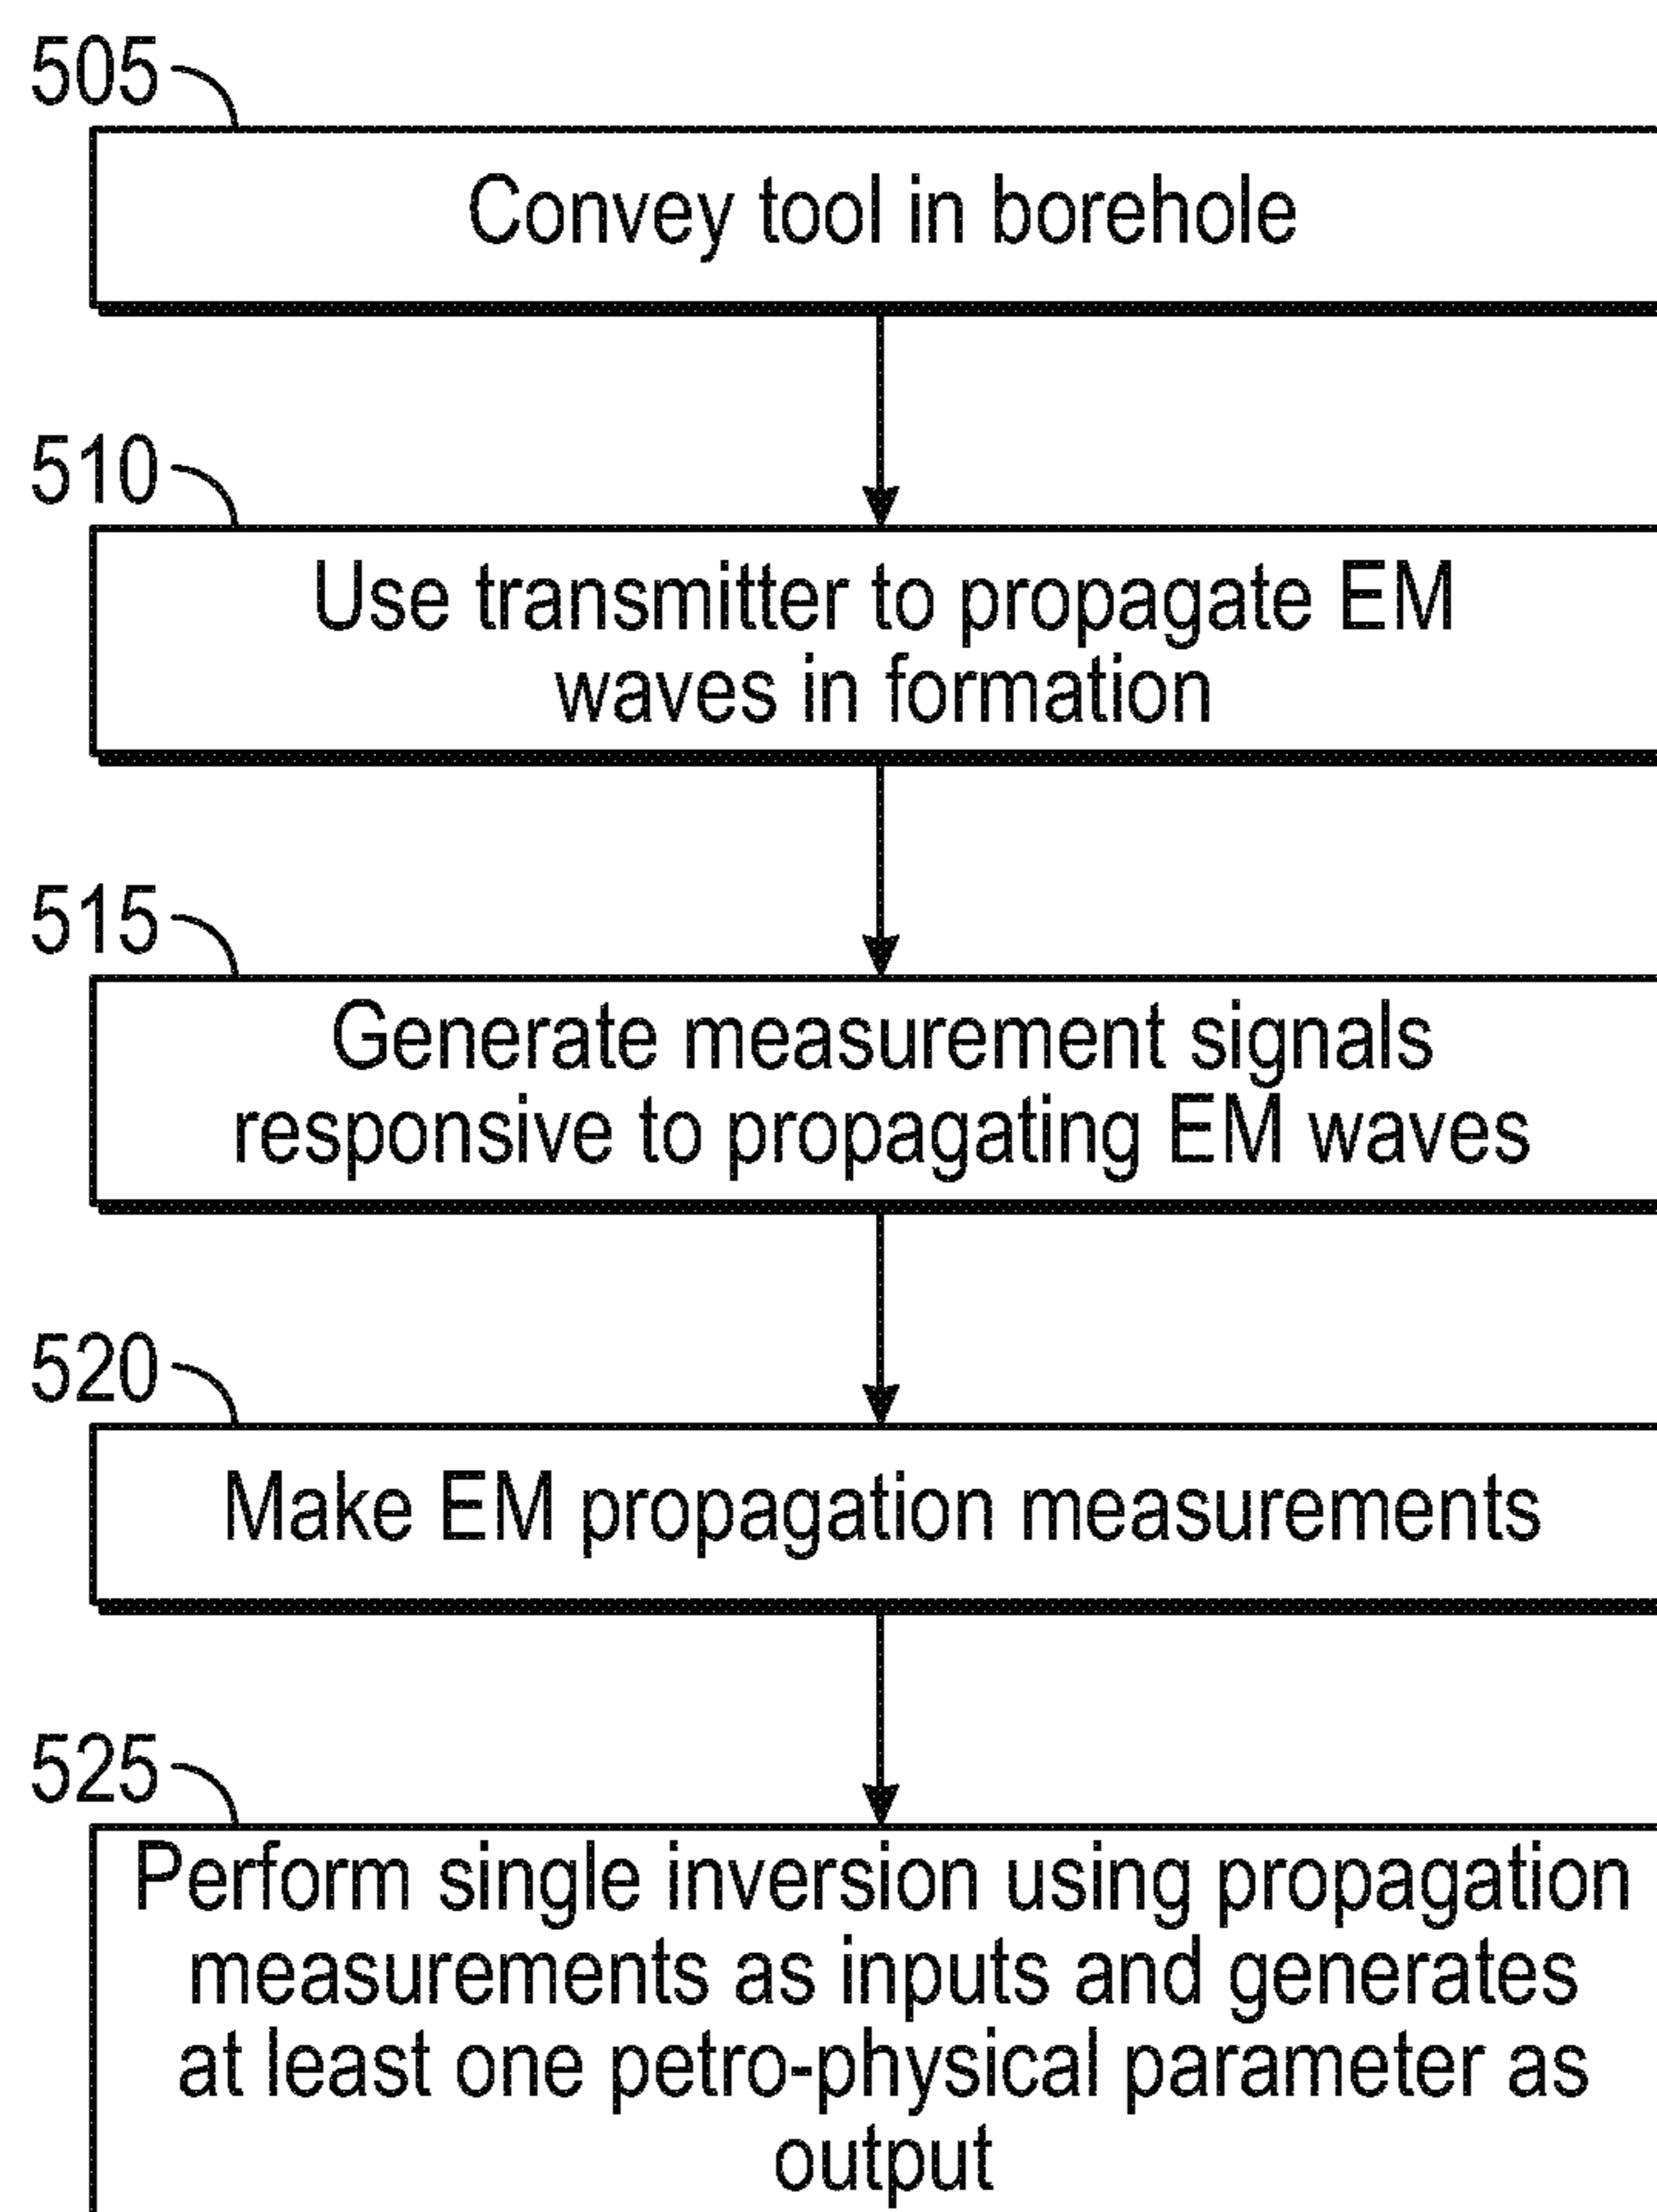 505
Convey tool in borehole
510
Use transmitter to propagate EM
waves in formation
515
Generate measurement signals
responsive to propagating EM waves
520
Make EM propagation measurements
525
Perform single inversion using propagation
measurements as inputs and generates
at least one petro-physical parameter as
output